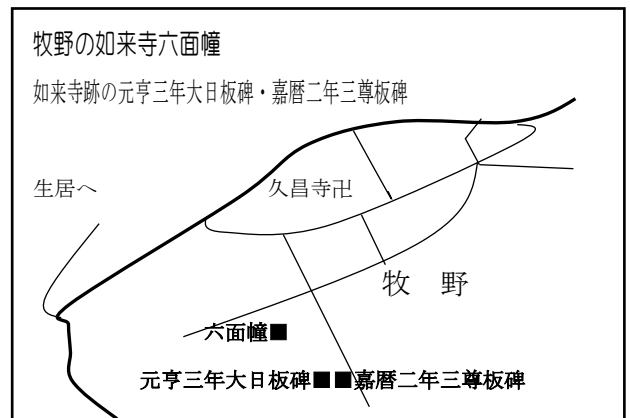 牧野の如来寺六面幢
如来寺跡の元亨三年大日板碑・嘉暦二年三尊板碑
生居へ
久昌寺卍
牧 野
六面幢■
元亨三年大日板碑■■嘉暦二年三尊板碑